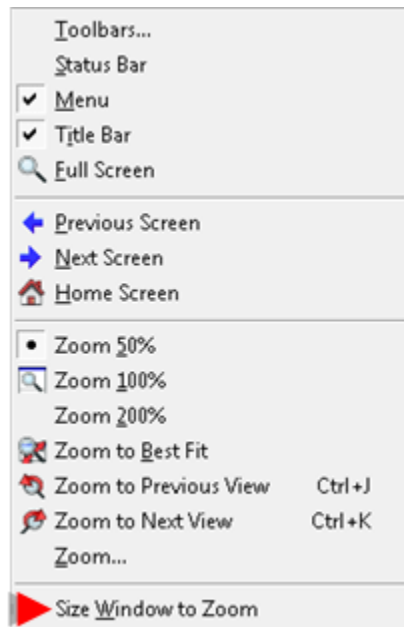 Toolbars...
Status Bar
Menu
Title Bar
Full Screen
Previous Screen
Next Screen
Home Screen
Zoom 50%
Zoom 100%
Zoom 200%
Zoom to Best Fit
Zoom to Previous View Ctrl+J
Zoom to Next View Ctrl+K
Zoom...
Size Window to Zoom